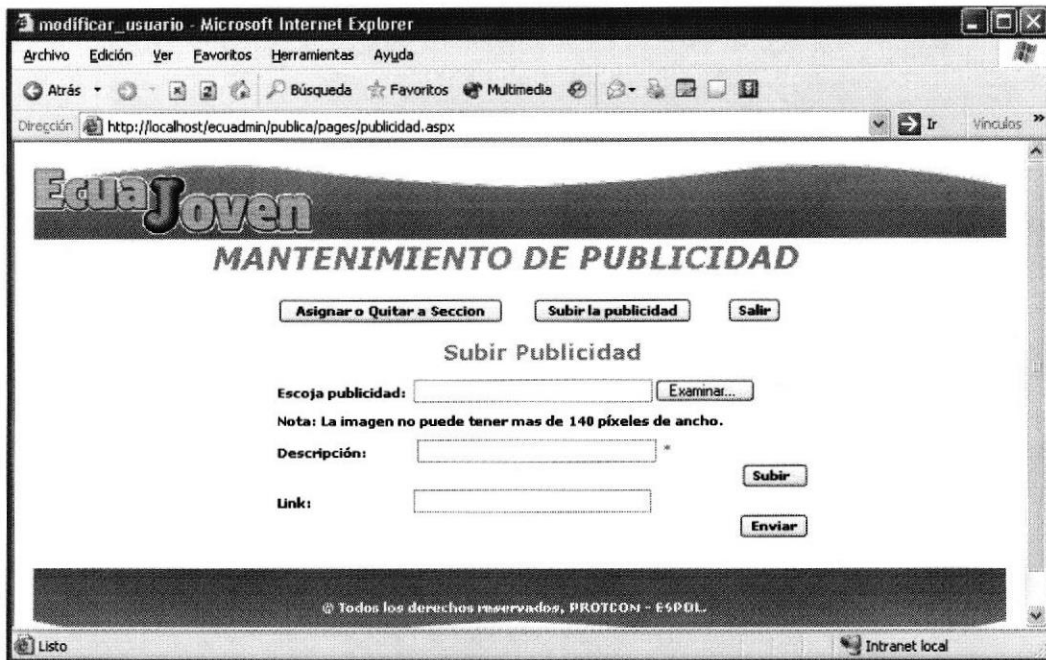 modificar_usuario - Microsoft Internet Explorer
Archivo Edición Ver Favoritos Herramientas Ayuda
Atrás Búsqueda Favoritos Multimedia
Dirección http://localhost/ecuadmin/publica/pages/publicidad.aspx Ir Vínculos »
EcuaJoven
MANTENIMIENTO DE PUBLICIDAD
Asignar o Quitar a Seccion Subir la publicidad Salir
Subir Publicidad
Escoja publicidad: Examinar...
Nota: La imagen no puede tener mas de 140 píxeles de ancho.
Descripción: *
Subir
Link:
Enviar
@ Todos los derechos reservados, PROTCON - ESPOL.
Listo Intranet local